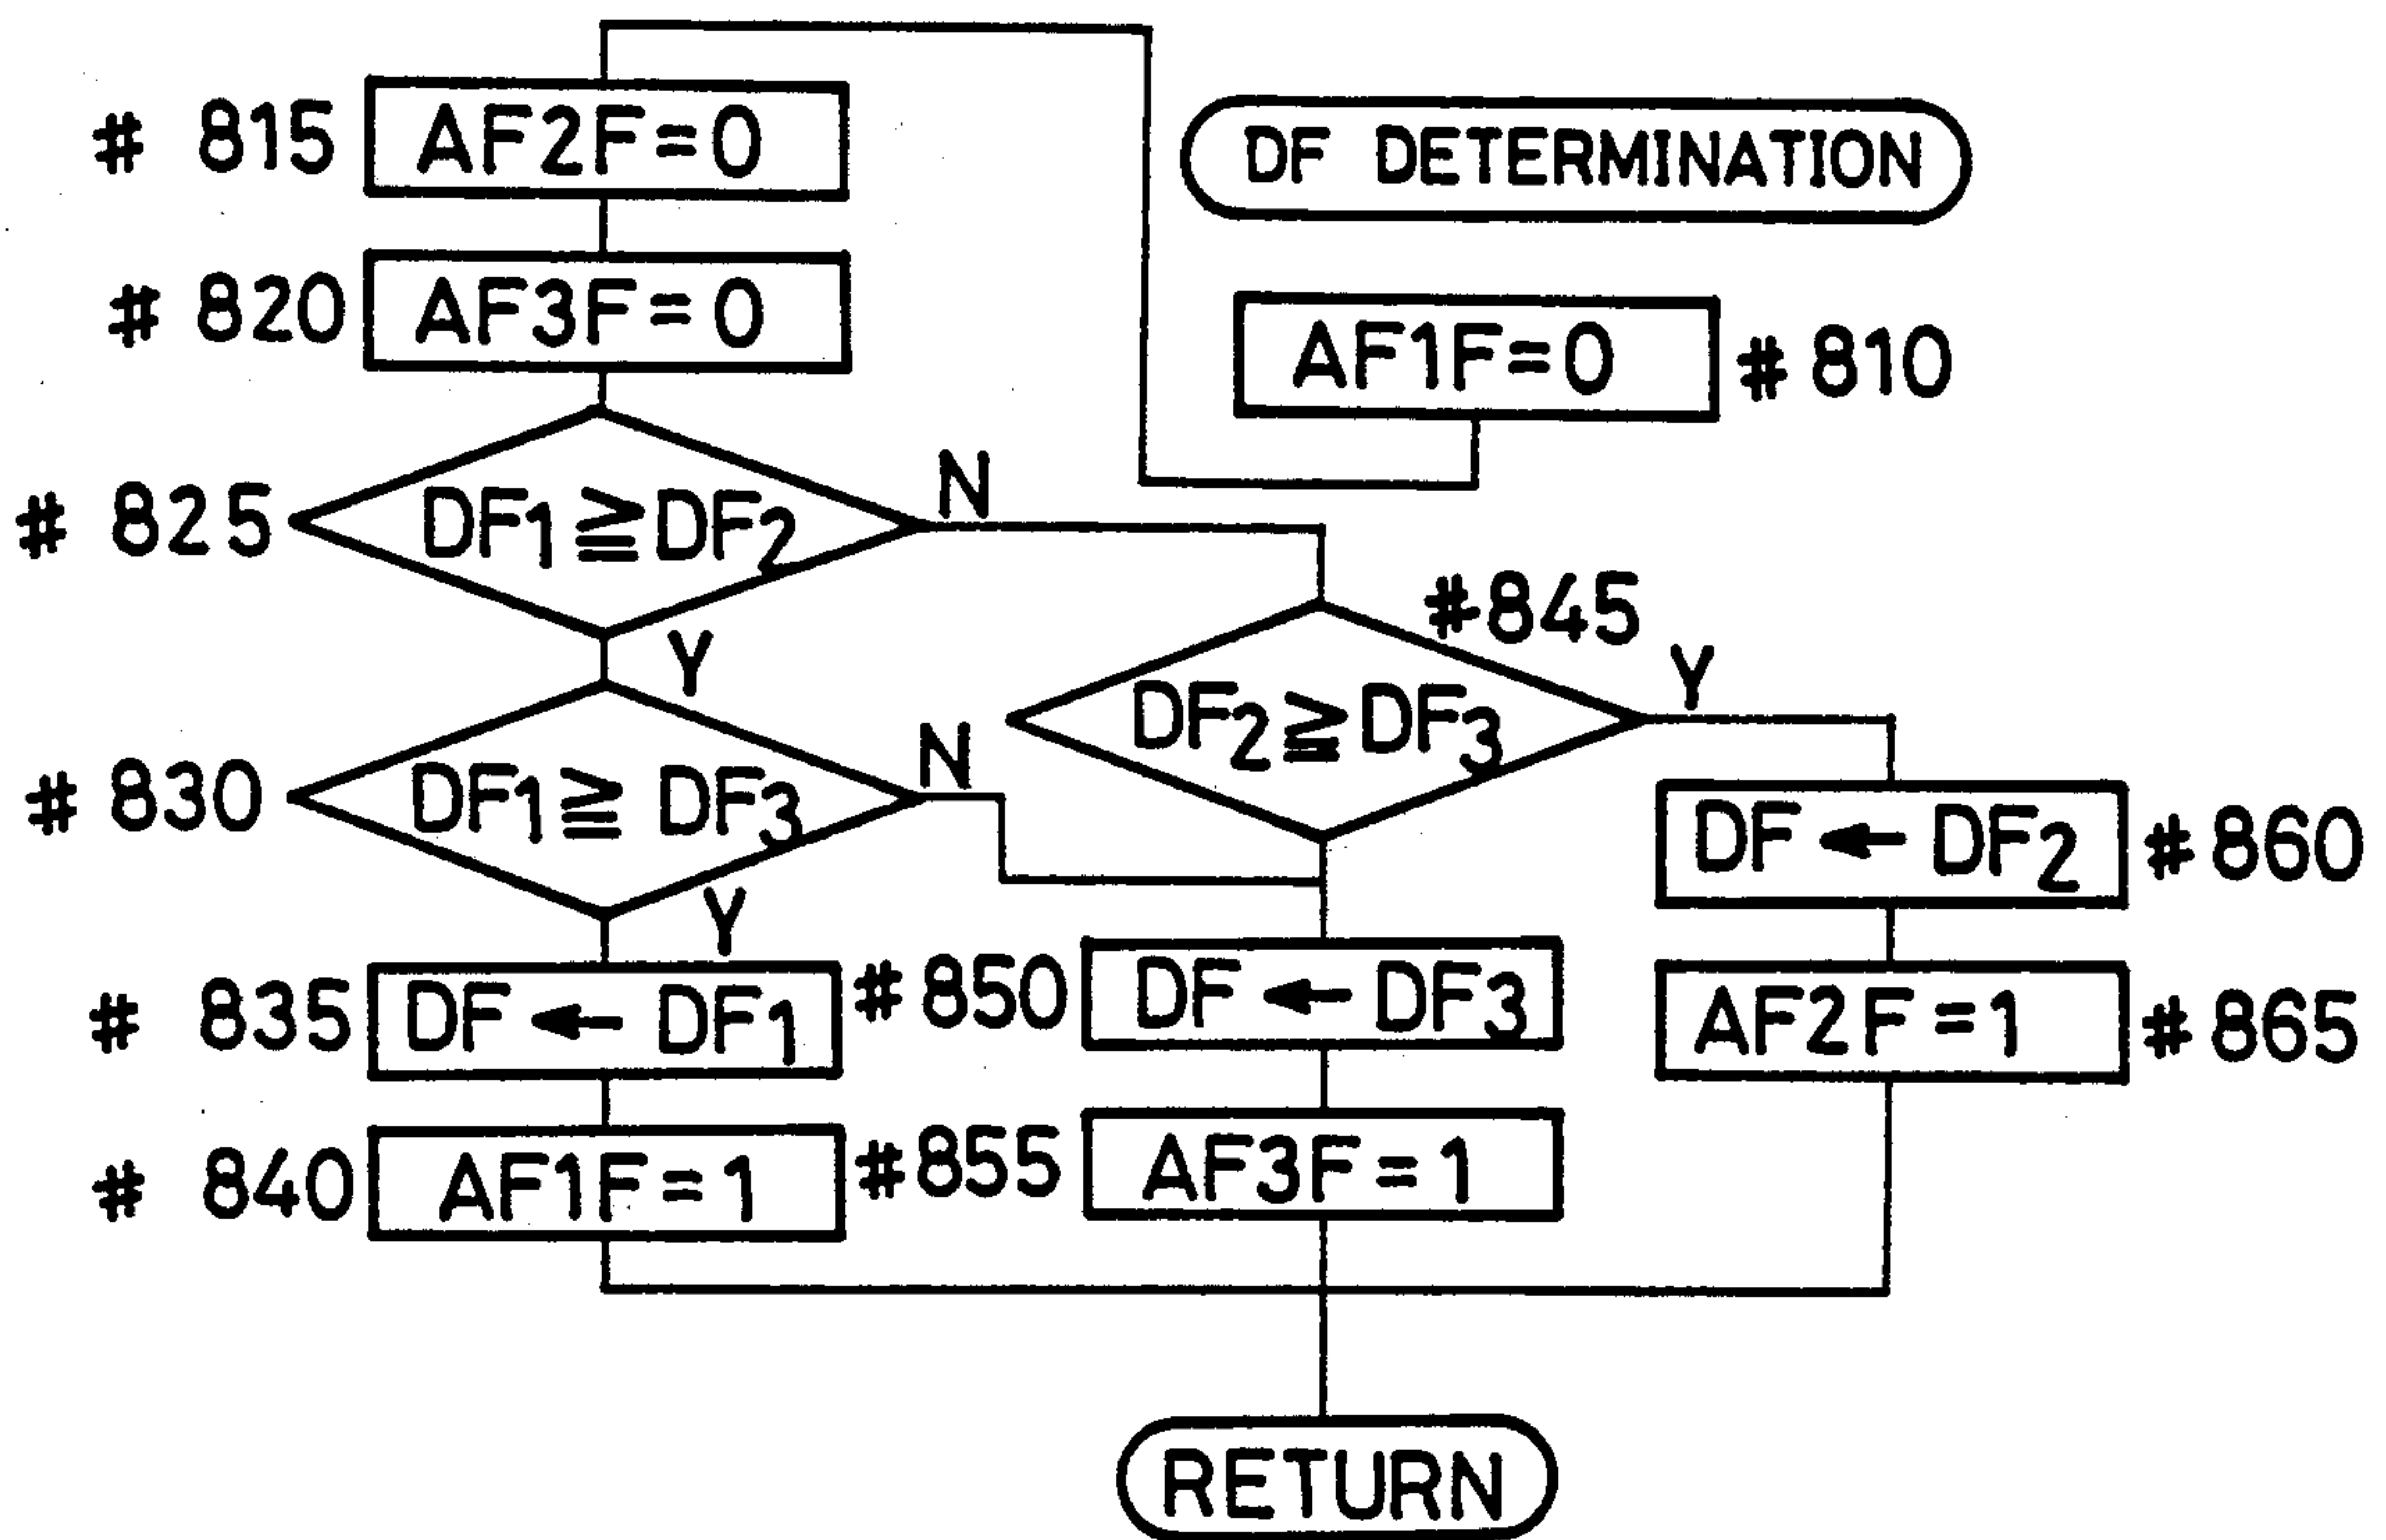 DF DETERMINATION
AF1F=0 #810
# 815 AF2F=0
# 820 AF3F=0
# 825 DF1≧DF2
N
Y
# 830 DF1≧DF3
N
Y
# 835 DF ← DF1
# 840 AF1F=1
#845
DF2≧DF3
Y
#850 DF ← DF3
#855 AF3F=1
DF ← DF2 #860
AF2F=1 #865
RETURN